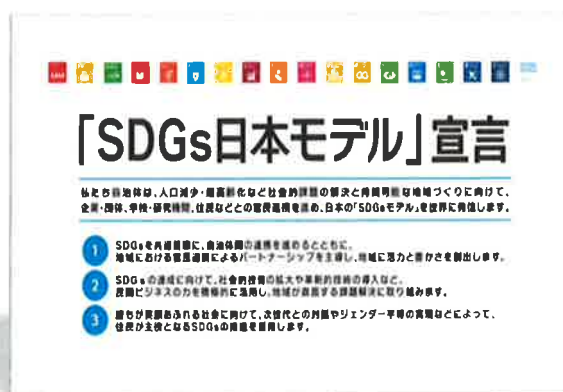 「SDGs日本モデル」宣言
私たち自治体は、人口減少・超高齢化など社会的課題の解決と持続可能な地域づくりに向けて、
企業・団体、学校・研究機関、住民などとの官民連携を進め、日本の「SDGsモデル」を世界に発信します。
1 SDGsを共通目標に、自治体間の連携を進めるとともに、
地域における官民連携によるパートナーシップを主導し、地域に活力と豊かさを創出します。
2 SDGsの達成に向けて、社会的投資の拡大や革新的技術の導入など、
民間ビジネスの力を積極的に活用し、地域が直面する課題解決に取り組みます。
3 誰もが笑顔あふれる社会に向けて、次世代との対話やジェンダー平等の実現などによって、
住民が主役となるSDGsの推進を目指します。